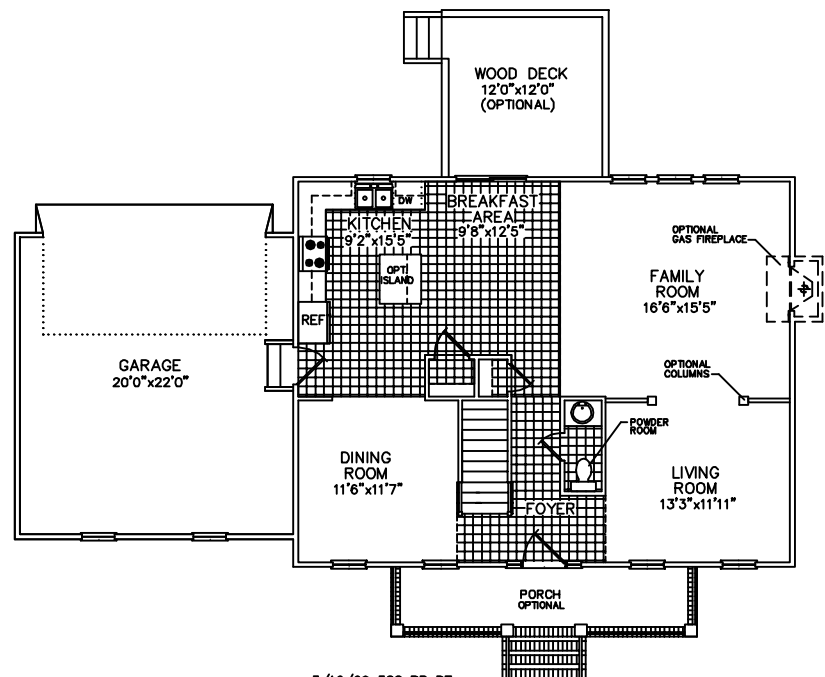 WOOD DECK
12'0"x12'0"
(OPTIONAL)
DW
KITCHEN
9'2"x15'5"
BREAKFAST
AREA
9'8"x12'5"
OPT.
ISLAND
REF
OPTIONAL
GAS FIREPLACE
FAMILY
ROOM
16'6"x15'5"
GARAGE
20'0"x22'0"
OPTIONAL
COLUMNS
POWDER
ROOM
DINING
ROOM
11'6"x11'7"
LIVING
ROOM
13'3"x11'11"
FOYER
PORCH
OPTIONAL